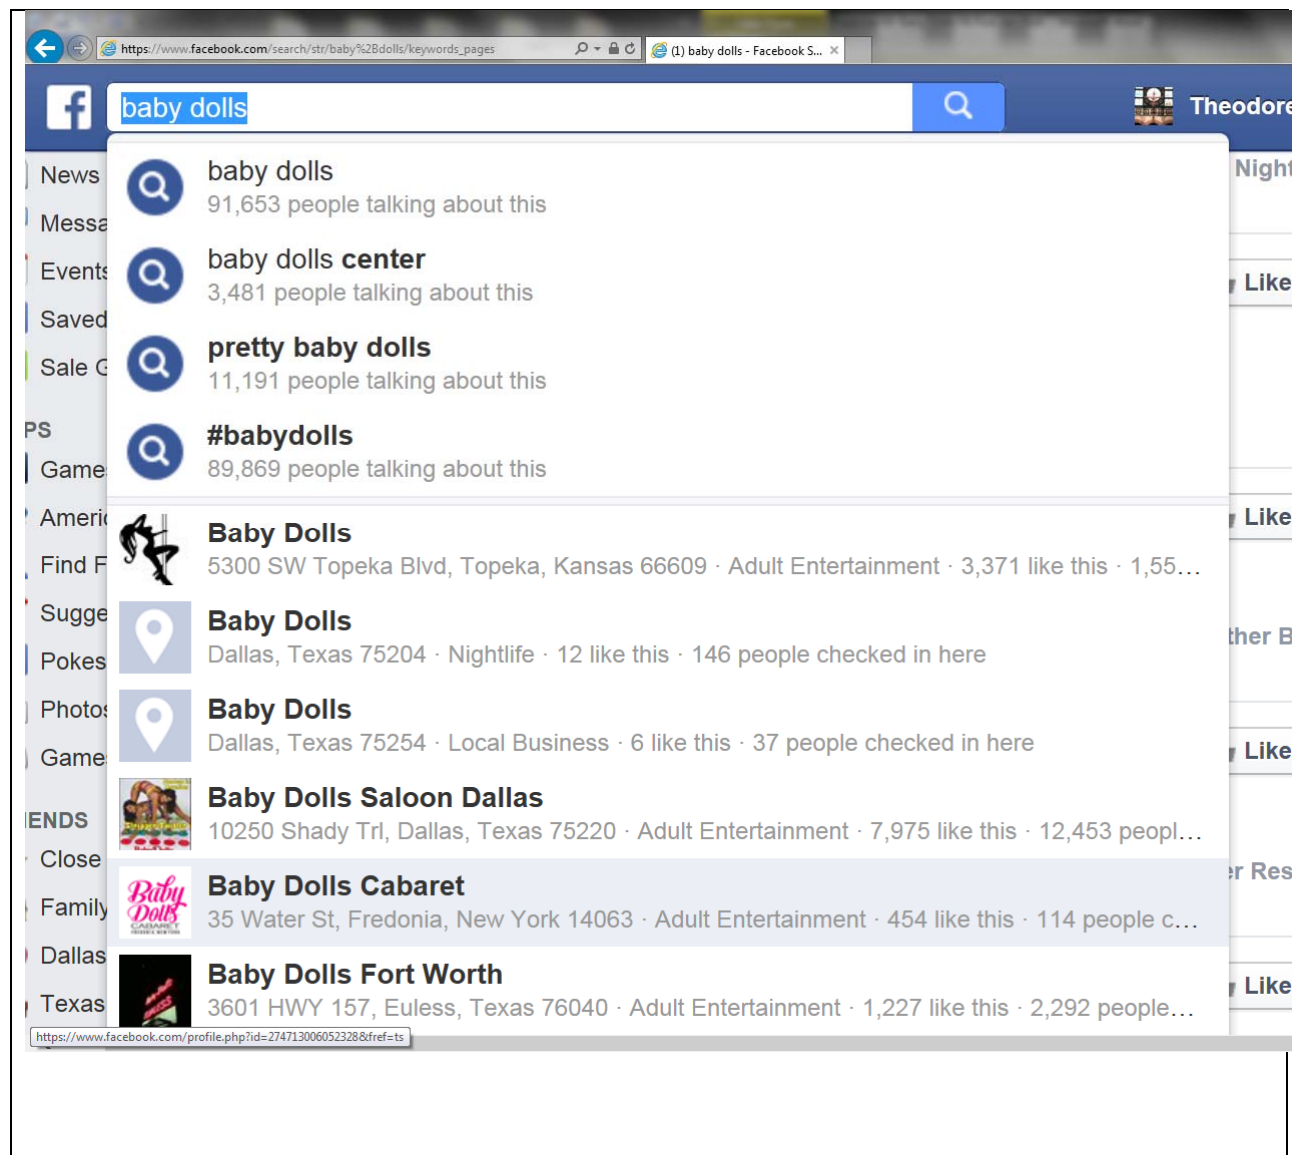 https://www.facebook.com/search/str/baby%2Bdolls/keywords_pages
(1) baby dolls - Facebook S...
f
baby dolls
Theodore
News
Messa
Events
Saved
Sale G
PS
Game
Americ
Find F
Sugge
Pokes
Photos
Game
IENDS
Close
Family
Dallas
Texas
baby dolls
91,653 people talking about this
baby dolls center
3,481 people talking about this
pretty baby dolls
11,191 people talking about this
#babydolls
89,869 people talking about this
Baby Dolls
5300 SW Topeka Blvd, Topeka, Kansas 66609 · Adult Entertainment · 3,371 like this · 1,55...
Baby Dolls
Dallas, Texas 75204 · Nightlife · 12 like this · 146 people checked in here
Baby Dolls
Dallas, Texas 75254 · Local Business · 6 like this · 37 people checked in here
Baby Dolls Saloon Dallas
10250 Shady Trl, Dallas, Texas 75220 · Adult Entertainment · 7,975 like this · 12,453 peopl...
Baby Dolls CABARET
Baby Dolls Cabaret
35 Water St, Fredonia, New York 14063 · Adult Entertainment · 454 like this · 114 people c...
Baby Dolls Fort Worth
3601 HWY 157, Euless, Texas 76040 · Adult Entertainment · 1,227 like this · 2,292 people...
Night
Like
Like
ther B
Like
er Res
Like
https://www.facebook.com/profile.php?id=274713006052328&fref=ts